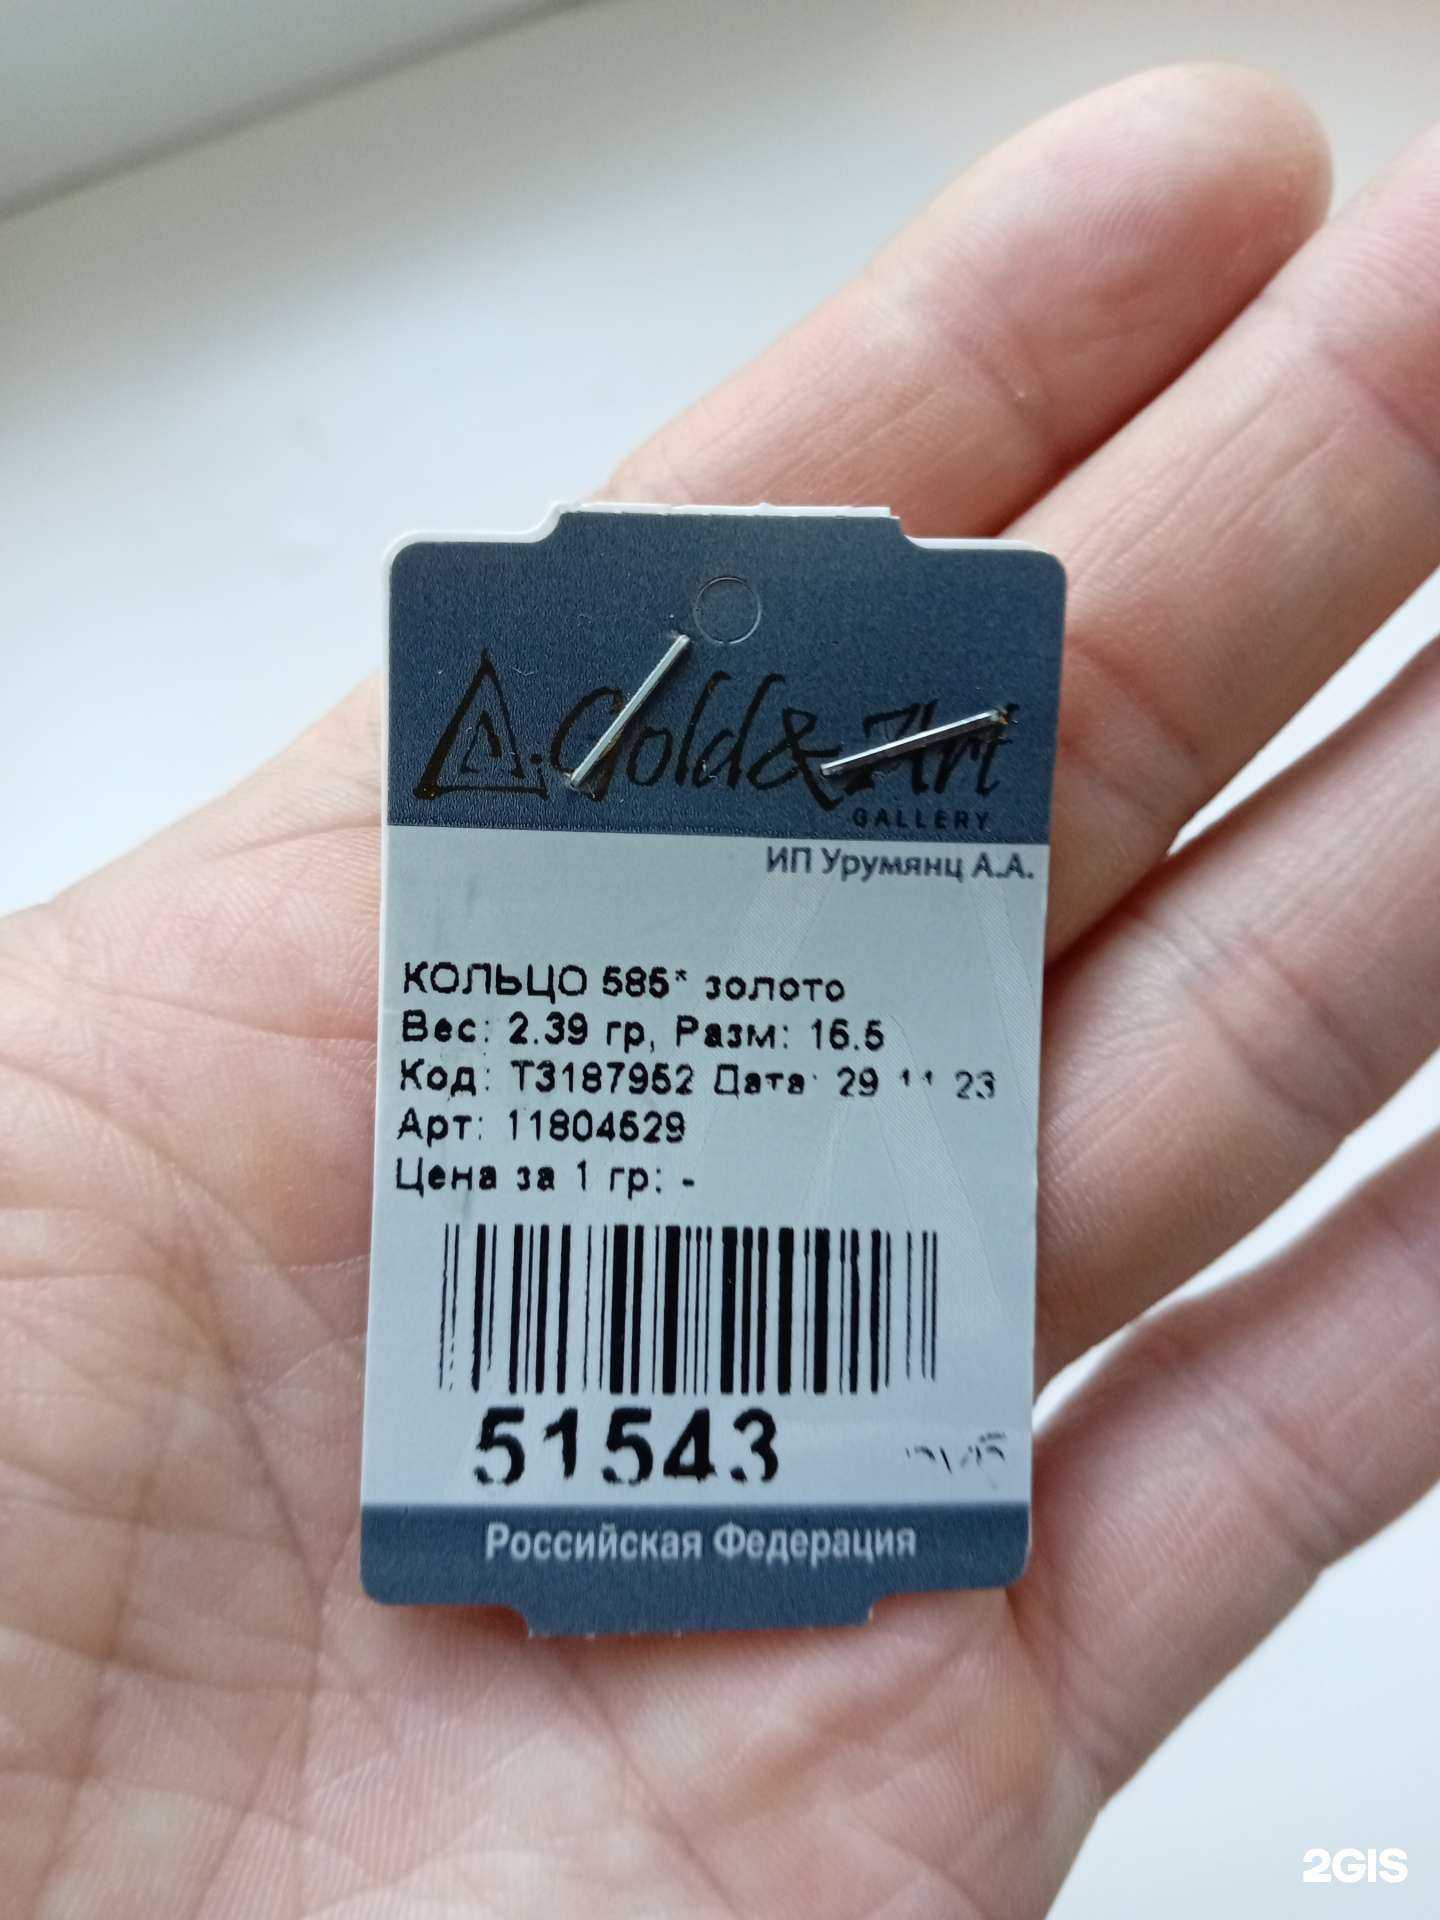 Gold & Art
GALLERY
ИП Урумянц А.А.
КОЛЬЦО 585* золото
Вес: 2.39 гр, Разм: 16.5
Код: Т3187952 Дата: 29 11 23
Арт: 11804529
Цена за 1 гр: -
51543
Российская Федерация
2GIS